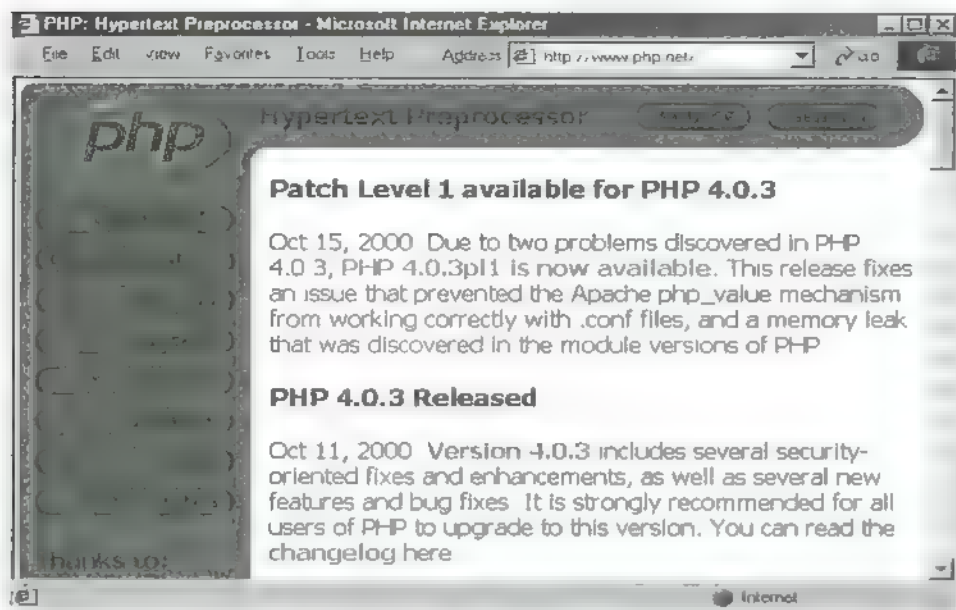 PHP: Hypertext Preprocessor - Microsoft Internet Explorer
File Edit View Favorites Tools Help Address http://www.php.net/ Go
php
Hypertext Preprocessor
Patch Level 1 available for PHP 4.0.3
Oct 15, 2000 Due to two problems discovered in PHP
4.0 3, PHP 4.0.3pl1 is now available. This release fixes
an issue that prevented the Apache php_value mechanism
from working correctly with .conf files, and a memory leak
that was discovered in the module versions of PHP
PHP 4.0.3 Released
Oct 11, 2000 Version 4.0.3 includes several security-
oriented fixes and enhancements, as well as several new
features and bug fixes It is strongly recommended for all
users of PHP to upgrade to this version. You can read the
changelog here
Thanks to:
Internet